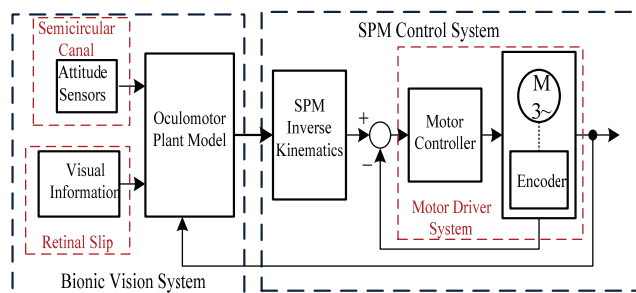 Semicircular
Canal
Attitude
Sensors
Visual
Information
Retinal Slip
Oculomotor
Plant Model
Bionic Vision System
SPM Control System
SPM
Inverse
Kinematics
+
−
Motor
Controller
M
3~
Encoder
Motor Driver
System